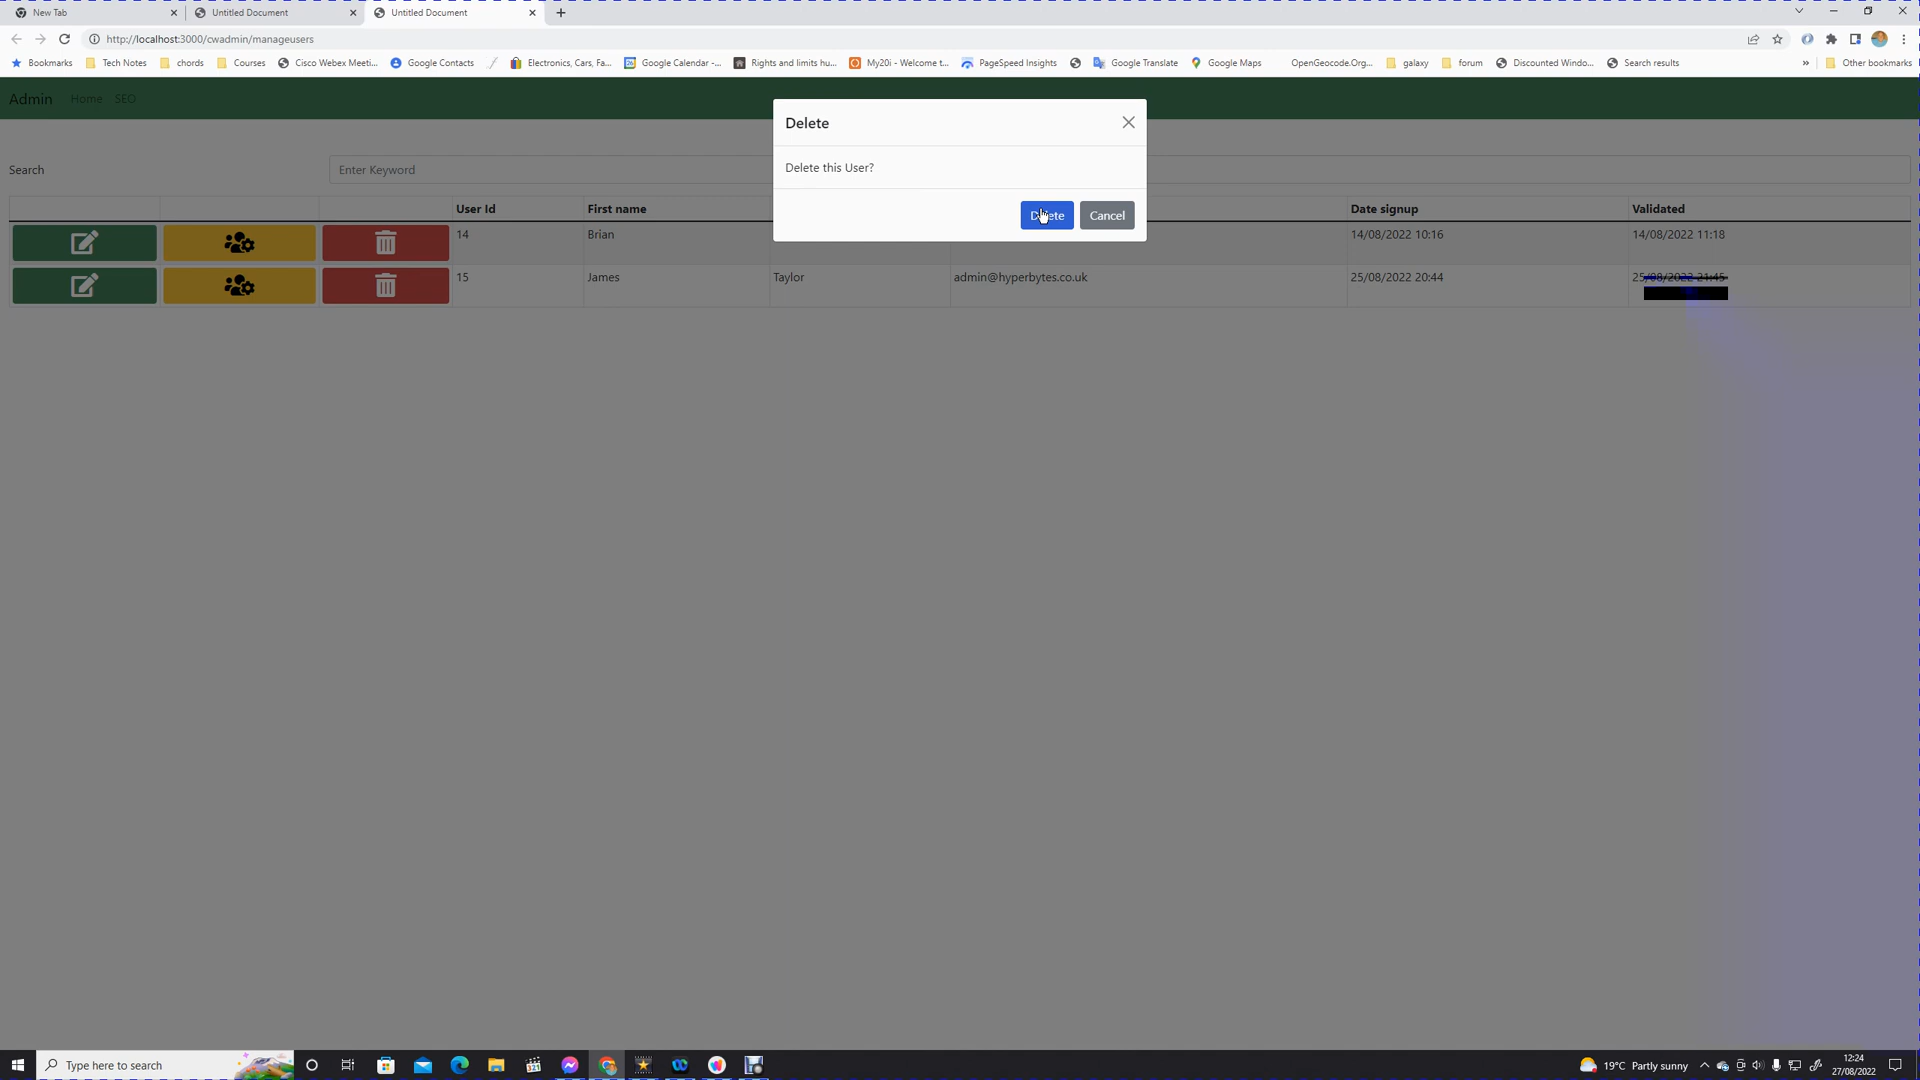 New Tab
Untitled Document
Untitled Document
http://localhost:3000/cwadmin/manageusers
Bookmarks
Tech Notes
chords
Courses
Cisco Webex Meeti...
Google Contacts
Electronics, Cars, Fa...
Google Calendar -...
Rights and limits hu...
My20i - Welcome t...
PageSpeed Insights
Google Translate
Google Maps
OpenGeocode.Org...
galaxy
forum
Discounted Windo...
Search results
»
Other bookmarks
Admin Home SEO
Delete
Delete this User?
Delete Cancel
Search Enter Keyword
User Id First name Date signup Validated
14 Brian 14/08/2022 10:16 14/08/2022 11:18
15 James Taylor admin@hyperbytes.co.uk 25/08/2022 20:44 25/08/2022 21:45
Type here to search
19°C Partly sunny
12:24
27/08/2022